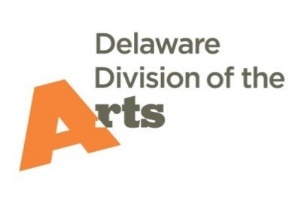 Delaware
Division of the
Arts